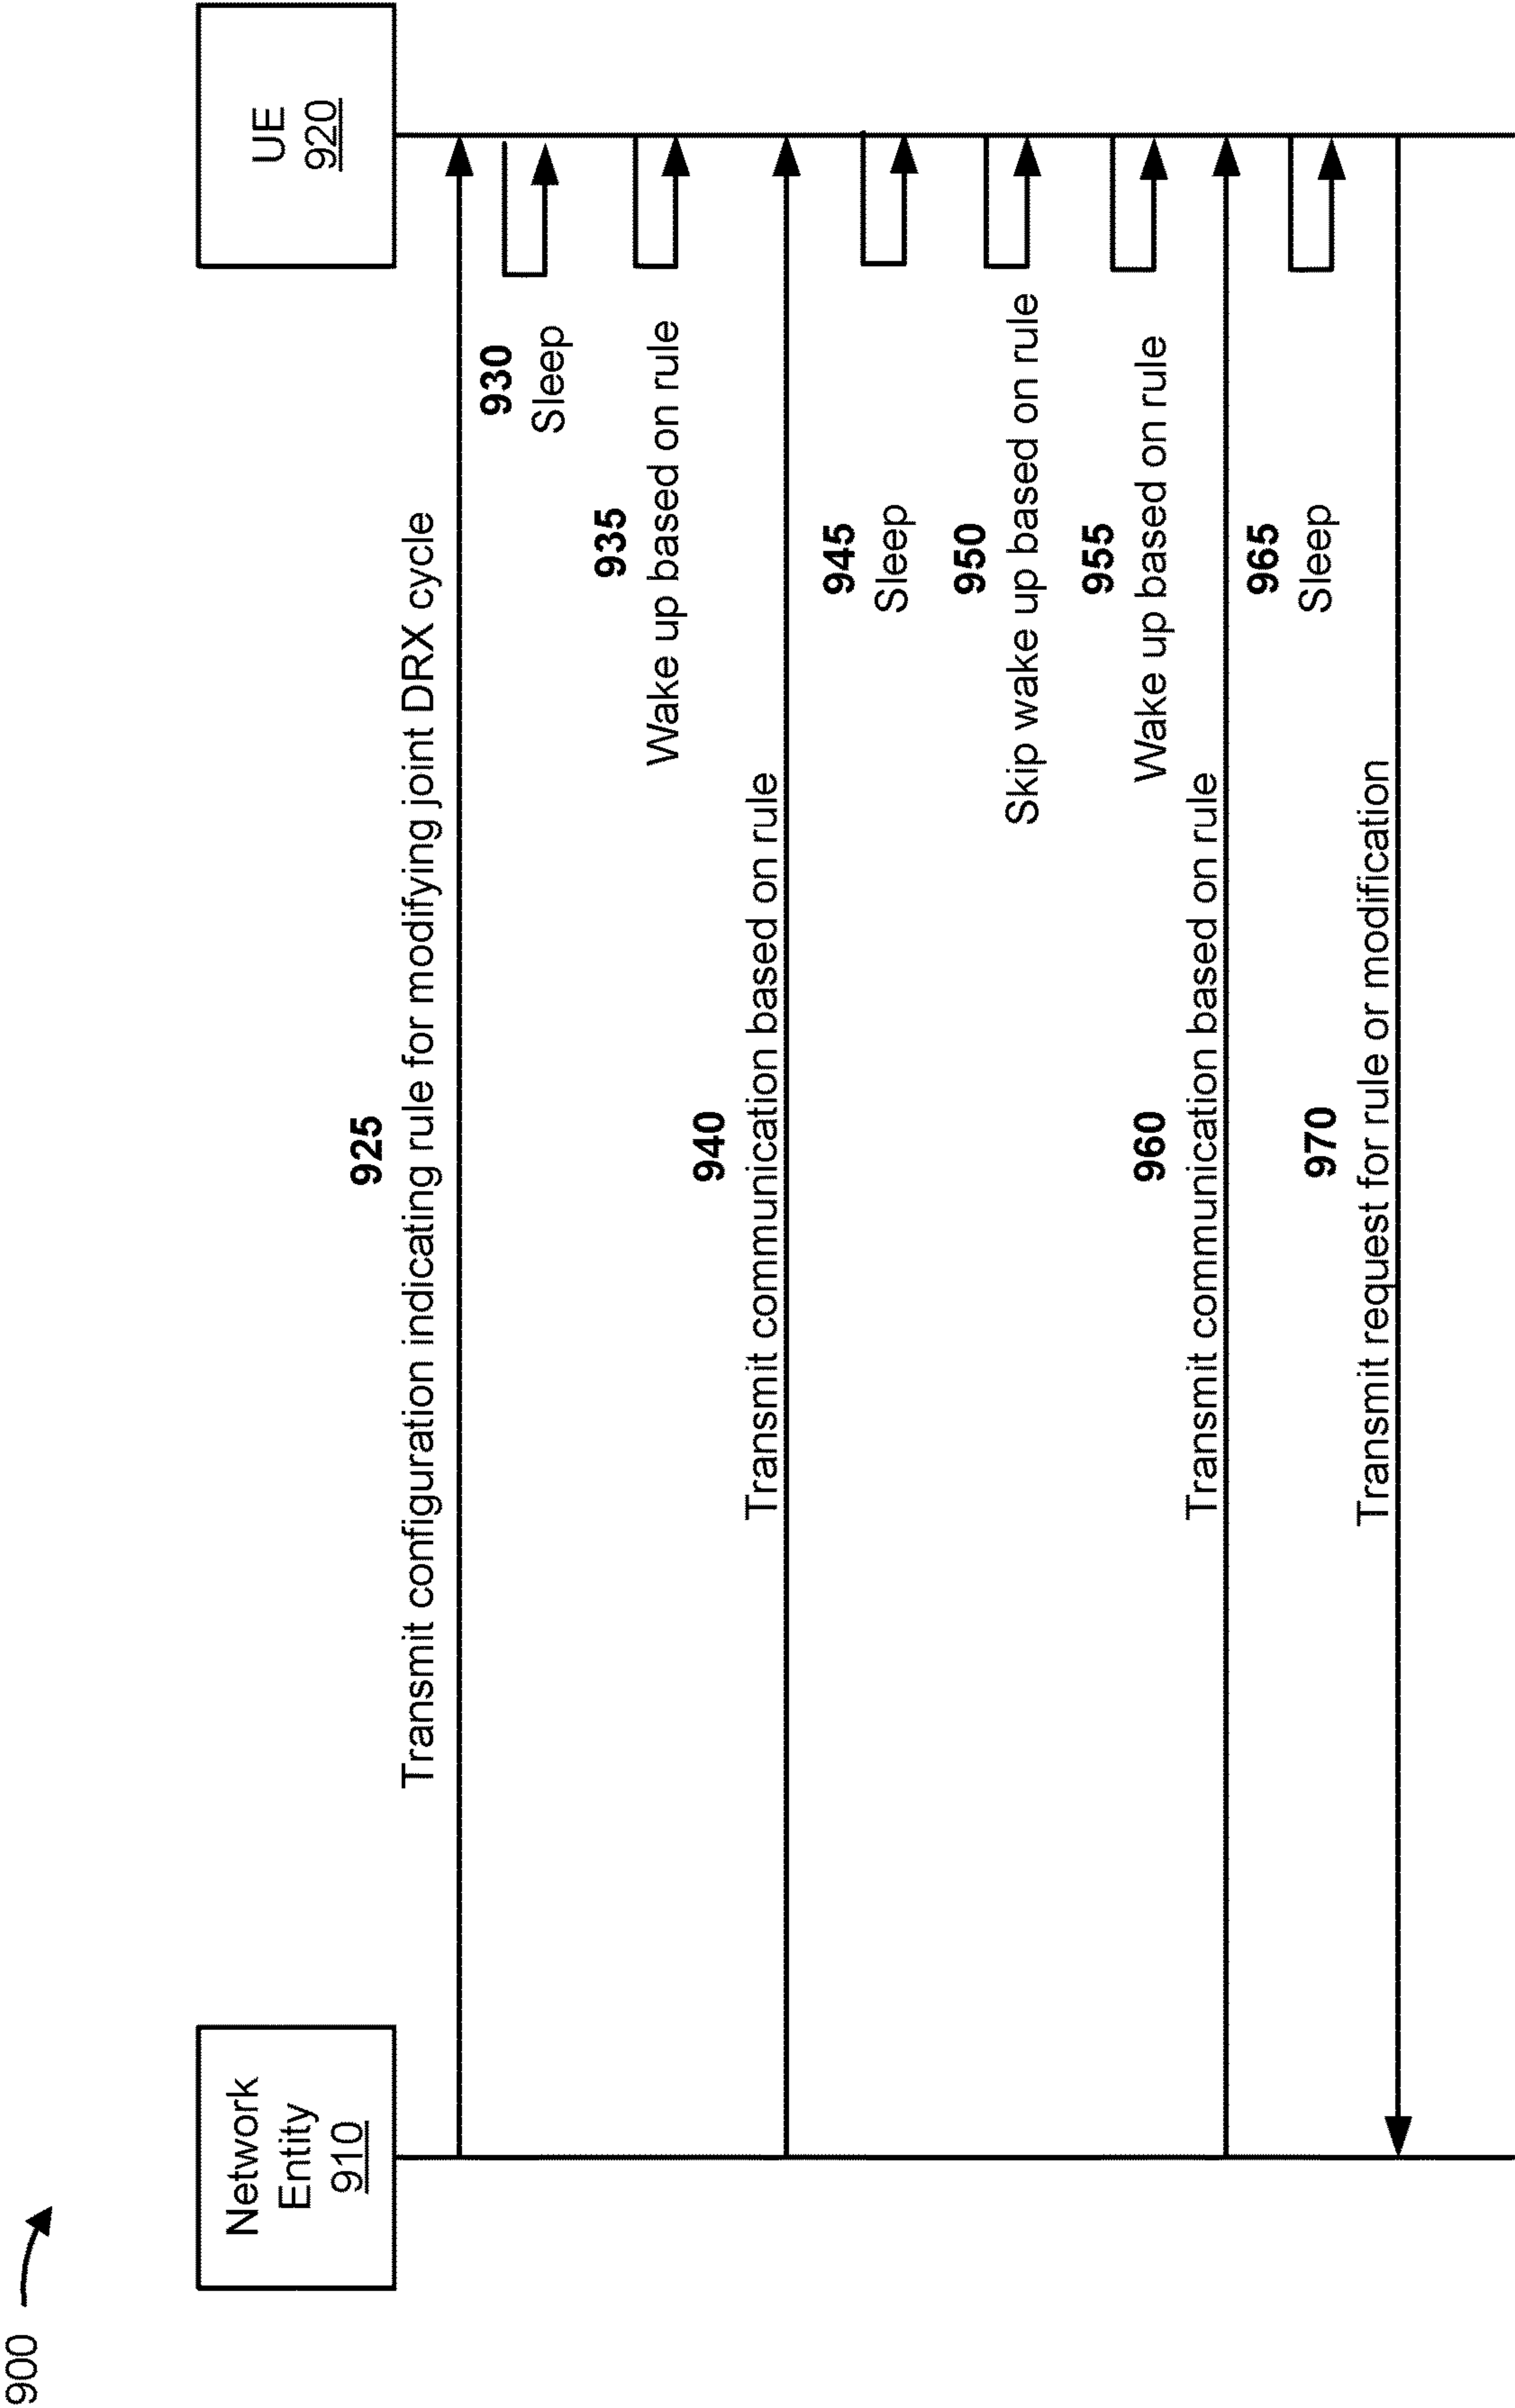 900
Network
Entity
910
UE
920
925
Transmit configuration indicating rule for modifying joint DRX cycle
930
Sleep
935
Wake up based on rule
940
Transmit communication based on rule
945
Sleep
950
Skip wake up based on rule
955
Wake up based on rule
960
Transmit communication based on rule
965
Sleep
970
Transmit request for rule or modification